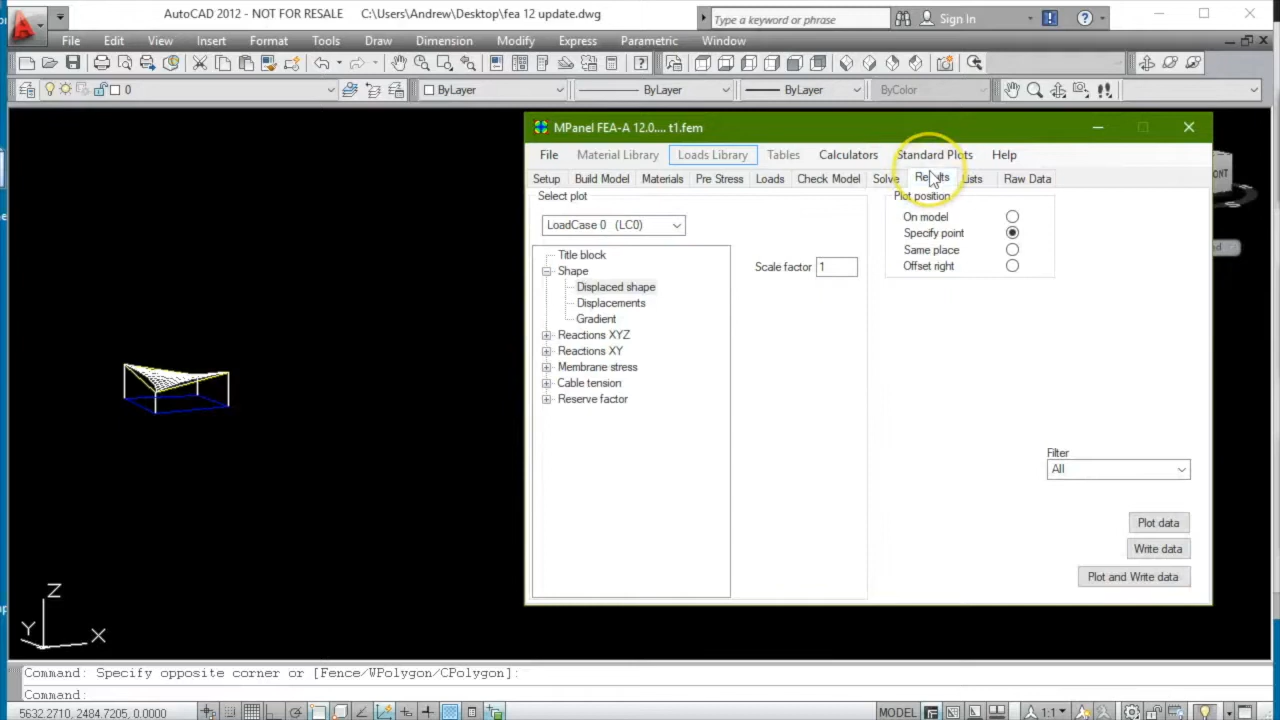 AutoCAD 2012 - NOT FOR RESALE C:\Users\Andrew\Desktop\fea 12 update.dwg
Type a keyword or phrase
Sign In
File Edit View Insert Format Tools Draw Dimension Modify Express Parametric Window
0
ByLayer
ByLayer
ByLayer
ByColor
MPanel FEA-A 12.0.... t1.fem
File Material Library Loads Library Tables Calculators Standard Plots Help
Setup Build Model Materials Pre Stress Loads Check Model Solve Results Lists Raw Data
Select plot
Plot position
LoadCase 0 (LC0)
On model
Specify point
Same place
Offset right
Title block
Shape
Displaced shape
Displacements
Gradient
Reactions XYZ
Reactions XY
Membrane stress
Cable tension
Reserve factor
Scale factor 1
Filter
All
Plot data
Write data
Plot and Write data
Z
Y
X
Command: Specify opposite corner or [Fence/WPolygon/CPolygon]:
Command:
5632.2710, 2484.7205, 0.0000
MODEL
1:1